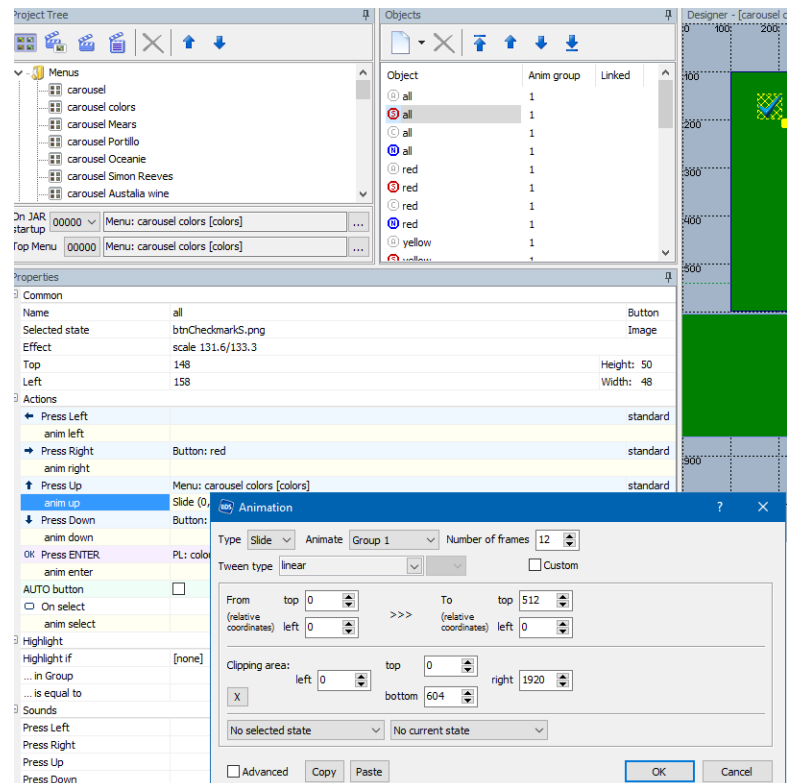 Project Tree
Menus
carousel
carousel colors
carousel Mears
carousel Portillo
carousel Oceanie
carousel Simon Reeves
carousel Austalia wine
On JAR startup 00000 Menu: carousel colors [colors] ...
Top Menu 00000 Menu: carousel colors [colors] ...
Objects
Object Anim group Linked
A all 1
S all 1
C all 1
N all 1
A red 1
S red 1
C red 1
N red 1
A yellow 1
S yellow 1
Designer - [carousel c
0 100 200
100
200
300
400
500
900
Properties
Common
Name all Button
Selected state btnCheckmarkS.png Image
Effect scale 131.6/133.3
Top 148 Height: 50
Left 158 Width: 48
Actions
Press Left standard
anim left
Press Right Button: red standard
anim right
Press Up Menu: carousel colors [colors] standard
anim up Slide (0,
Press Down Button:
anim down
OK Press ENTER PL: colo
anim enter
AUTO button
On select
anim select
Highlight
Highlight if [none]
... in Group
... is equal to
Sounds
Press Left
Press Right
Press Up
Press Down
BDS Animation ? X
Type Slide Animate Group 1 Number of frames 12
Tween type linear Custom
From top 0 >>> To top 512
(relative coordinates) left 0 (relative coordinates) left 0
Clipping area: top 0
left 0 right 1920
X bottom 604
No selected state No current state
Advanced Copy Paste OK Cancel